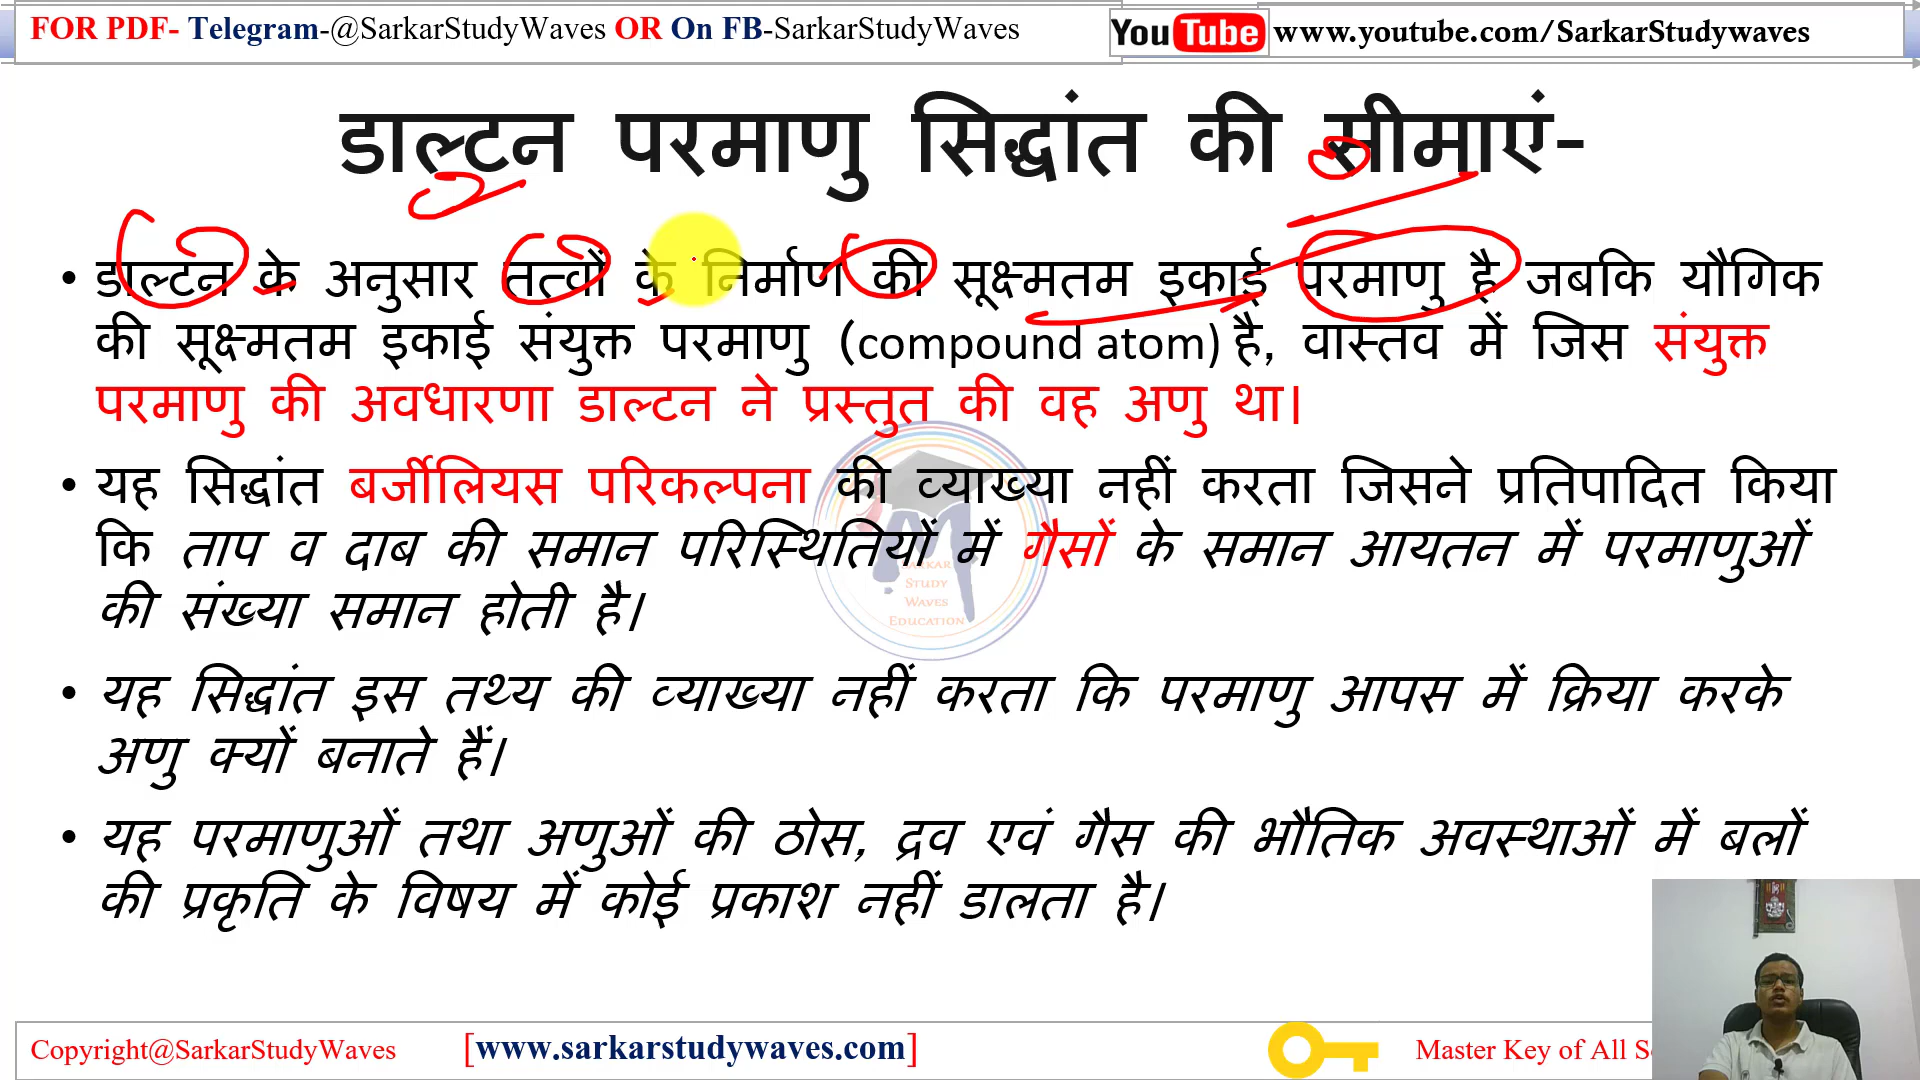 FOR PDF- Telegram-@SarkarStudyWaves OR On FB-SarkarStudyWaves
YouTube www.youtube.com/SarkarStudywaves
डाल्टन परमाणु सिद्धांत की सीमाएं-
• डाल्टन के अनुसार तत्वों के निर्माण की सूक्ष्मतम इकाई परमाणु है जबकि यौगिक
की सूक्ष्मतम इकाई संयुक्त परमाणु (compound atom) है, वास्तव में जिस संयुक्त
परमाणु की अवधारणा डाल्टन ने प्रस्तुत की वह अणु था।
• यह सिद्धांत बर्जीलियस परिकल्पना की व्याख्या नहीं करता जिसने प्रतिपादित किया
कि ताप व दाब की समान परिस्थितियों में गैसों के समान आयतन में परमाणुओं
की संख्या समान होती है।
SARKAR
STUDY
WAVES
EDUCATION
• यह सिद्धांत इस तथ्य की व्याख्या नहीं करता कि परमाणु आपस में क्रिया करके
अणु क्यों बनाते हैं।
• यह परमाणुओं तथा अणुओं की ठोस, द्रव एवं गैस की भौतिक अवस्थाओं में बलों
की प्रकृति के विषय में कोई प्रकाश नहीं डालता है।
Copyright@SarkarStudyWaves
[www.sarkarstudywaves.com]
Master Key of All